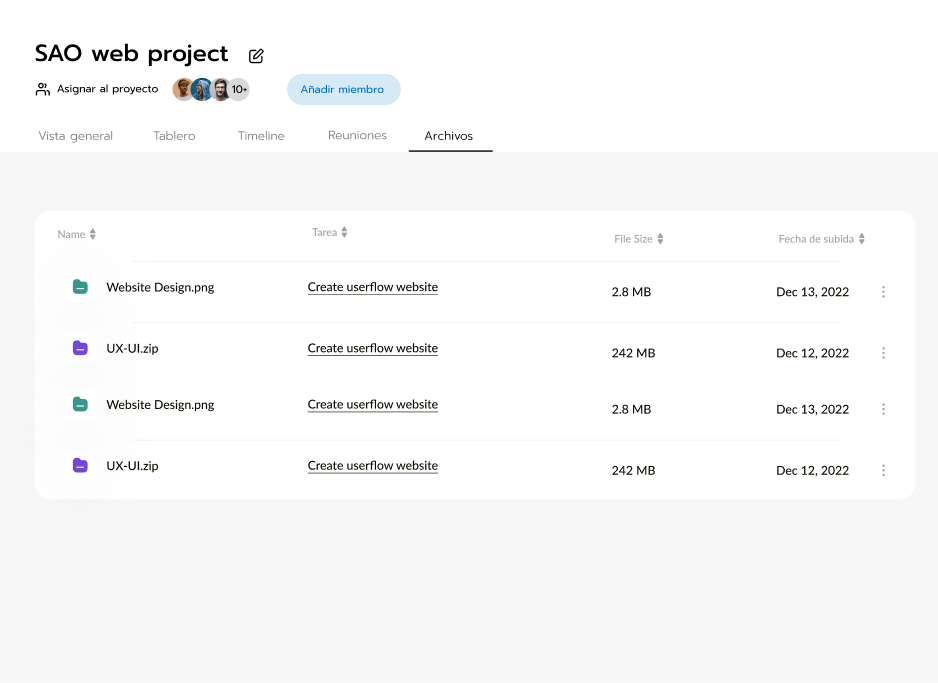 SAO web project
Asignar al proyecto 10+ Añadir miembro
Vista general Tablero Timeline Reuniones Archivos
Name Tarea File Size Fecha de subida
Website Design.png Create userflow website 2.8 MB Dec 13, 2022
UX-UI.zip Create userflow website 242 MB Dec 12, 2022
Website Design.png Create userflow website 2.8 MB Dec 13, 2022
UX-UI.zip Create userflow website 242 MB Dec 12, 2022